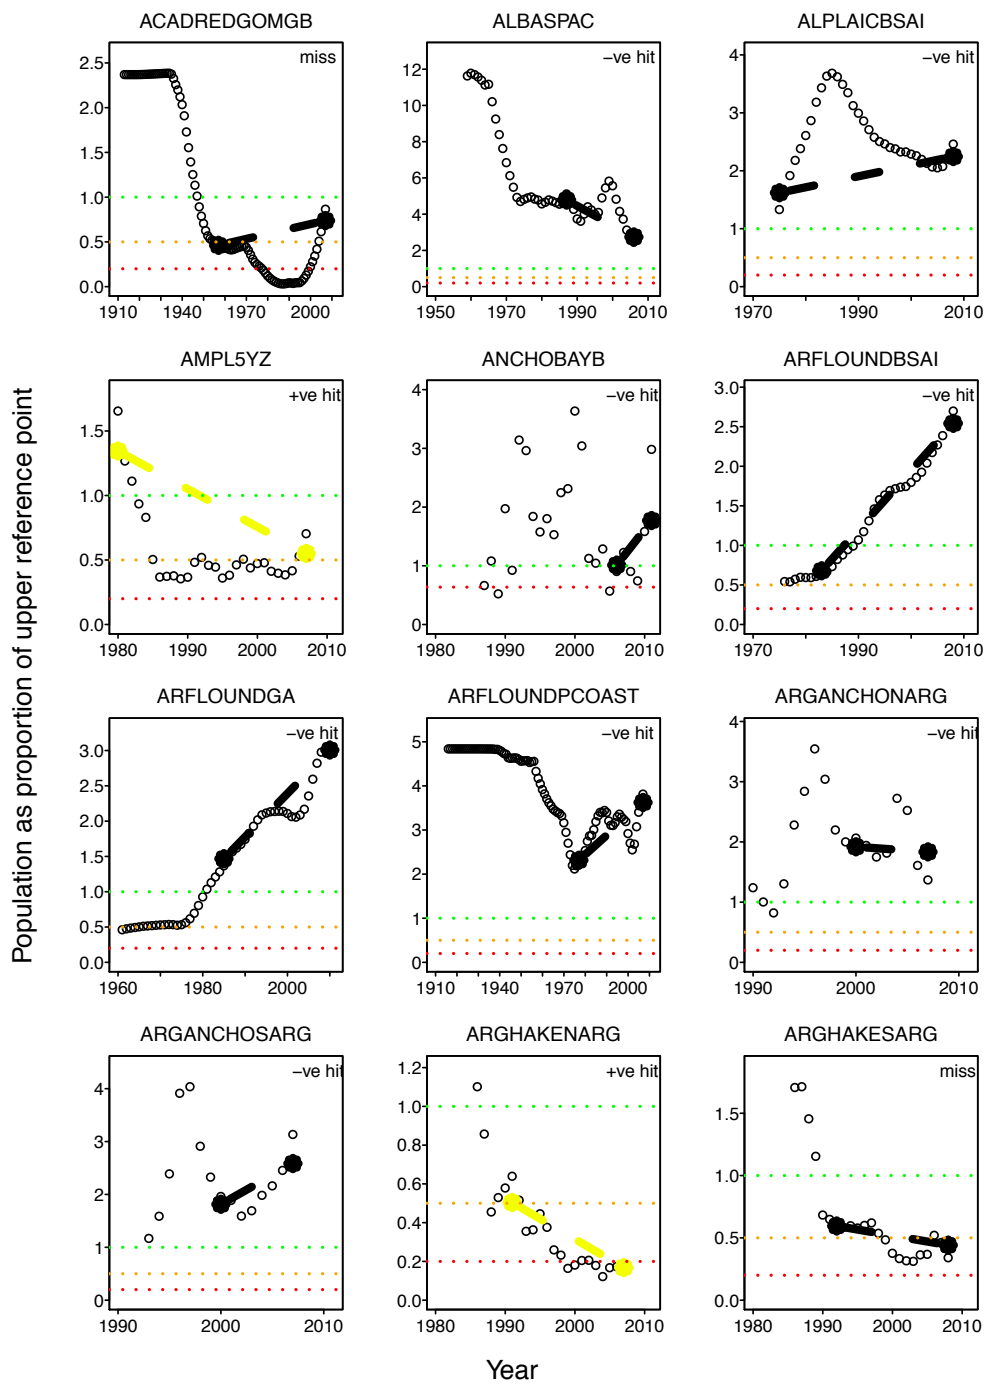 ACADREDGOMGB
miss
0.0 0.5 1.0 1.5 2.0 2.5
1910 1940 1970 2000
ALBASPAC
−ve hit
0 2 4 6 8 10 12
1950 1970 1990 2010
ALPLAICBSAI
−ve hit
0 1 2 3 4
1970 1990 2010
AMPL5YZ
+ve hit
0.0 0.5 1.0 1.5
1980 1990 2000 2010
ANCHOBAYB
−ve hit
0 1 2 3 4
1980 1990 2000 2010
ARFLOUNDBSAI
−ve hit
0.0 0.5 1.0 1.5 2.0 2.5 3.0
1970 1990 2010
Population as proportion of upper reference point
ARFLOUNDGA
−ve hit
0.0 0.5 1.0 1.5 2.0 2.5 3.0
1960 1980 2000
ARFLOUNDPCOAST
−ve hit
0 1 2 3 4 5
1910 1940 1970 2000
ARGANCHONARG
−ve hit
0 1 2 3 4
1990 2000 2010
ARGANCHOSARG
−ve hit
0 1 2 3 4
1990 2000 2010
ARGHAKENARG
+ve hit
0.0 0.2 0.4 0.6 0.8 1.0 1.2
1980 1990 2000 2010
ARGHAKESARG
miss
0.0 0.5 1.0 1.5
1980 1990 2000 2010
Year